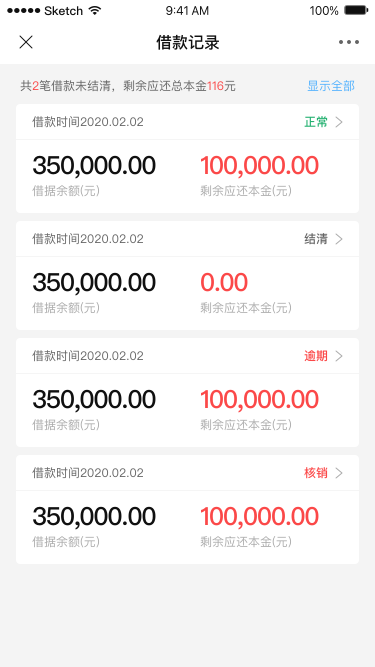 Sketch 9:41 AM 100%
借款记录
共2笔借款未结清，剩余应还总本金116元 显示全部
借款时间2020.02.02 正常
350,000.00 100,000.00
借据余额(元) 剩余应还本金(元)
借款时间2020.02.02 结清
350,000.00 0.00
借据余额(元) 剩余应还本金(元)
借款时间2020.02.02 逾期
350,000.00 100,000.00
借据余额(元) 剩余应还本金(元)
借款时间2020.02.02 核销
350,000.00 100,000.00
借据余额(元) 剩余应还本金(元)